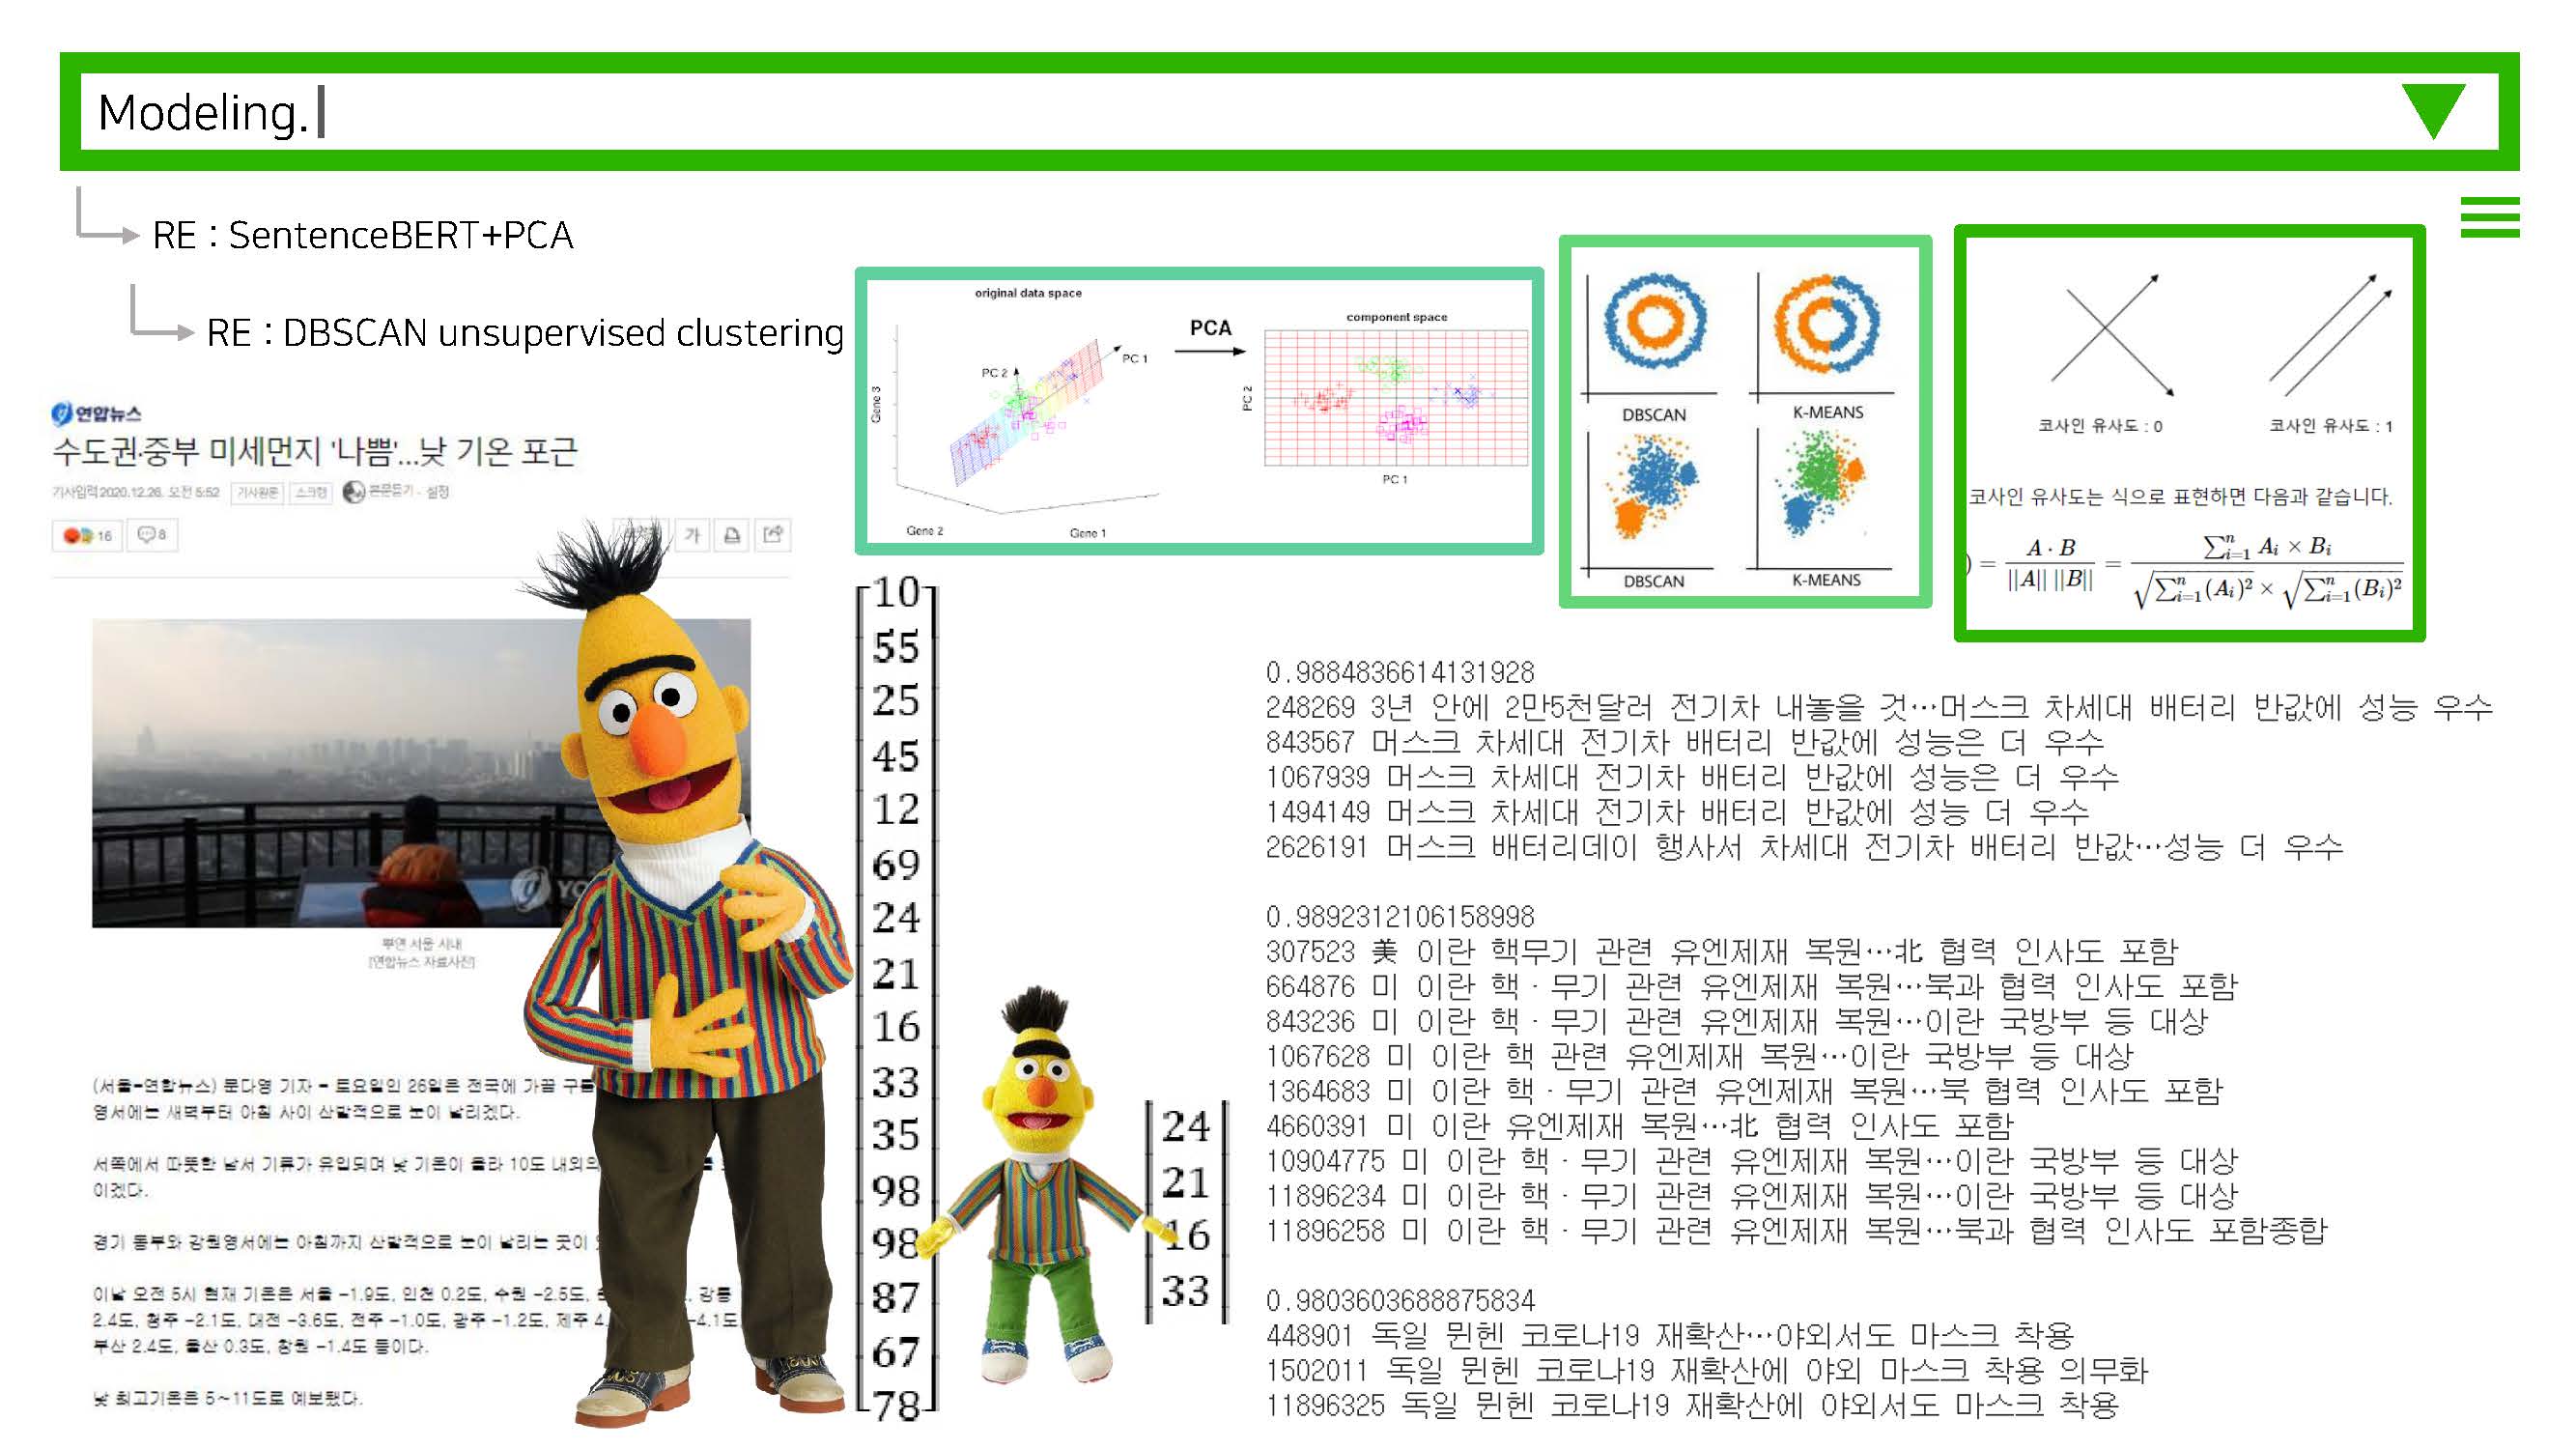 Modeling.
RE : SentenceBERT+PCA
RE : DBSCAN unsupervised clustering
연합뉴스
수도권·중부 미세먼지 '나쁨'...낮 기온 포근
기사입력 2020.12.26. 오전 5:52 기사원문 스크랩 본문듣기 · 설정
16 8
가
뿌연 서울 시내
[연합뉴스 자료사진]
(서울=연합뉴스) 문다영 기자 = 토요일인 26일은 전국에 가끔 구름
영서에는 새벽부터 아침 사이 산발적으로 눈이 날리겠다.
서쪽에서 따뜻한 남서 기류가 유입되며 낮 기온이 올라 10도 내외의
이겠다.
경기 동부와 강원영서에는 아침까지 산발적으로 눈이 날리는 곳이
이날 오전 5시 현재 기온은 서울 -1.9도, 인천 0.2도, 수원 -2.5도, 강릉
2.4도, 청주 -2.1도, 대전 -3.6도, 전주 -1.0도, 광주 -1.2도, 제주 4. -4.1도,
부산 2.4도, 울산 0.3도, 창원 -1.4도 등이다.
낮 최고기온은 5~11도로 예보됐다.
original data space
PC 1
PC 2
Gene 3
Gene 2
Gene 1
PCA
component space
PC 2
PC 1
DBSCAN
K-MEANS
DBSCAN
K-MEANS
코사인 유사도 : 0
코사인 유사도 : 1
코사인 유사도는 식으로 표현하면 다음과 같습니다.
) = A · B / ||A|| ||B|| = ∑ⁿᵢ₌₁ Aᵢ × Bᵢ / √∑ⁿᵢ₌₁(Aᵢ)² × √∑ⁿᵢ₌₁(Bᵢ)²
10
55
25
45
12
69
24
21
16
33
35
98
98
87
67
78
24
21
16
33
0.9884836614131928
248269 3년 안에 2만5천달러 전기차 내놓을 것…머스크 차세대 배터리 반값에 성능 우수
843567 머스크 차세대 전기차 배터리 반값에 성능은 더 우수
1067939 머스크 차세대 전기차 배터리 반값에 성능은 더 우수
1494149 머스크 차세대 전기차 배터리 반값에 성능 더 우수
2626191 머스크 배터리데이 행사서 차세대 전기차 배터리 반값…성능 더 우수
0.9892312106158998
307523 美 이란 핵무기 관련 유엔제재 복원…北 협력 인사도 포함
664876 미 이란 핵·무기 관련 유엔제재 복원…북과 협력 인사도 포함
843236 미 이란 핵·무기 관련 유엔제재 복원…이란 국방부 등 대상
1067628 미 이란 핵 관련 유엔제재 복원…이란 국방부 등 대상
1364683 미 이란 핵·무기 관련 유엔제재 복원…북 협력 인사도 포함
4660391 미 이란 유엔제재 복원…北 협력 인사도 포함
10904775 미 이란 핵·무기 관련 유엔제재 복원…이란 국방부 등 대상
11896234 미 이란 핵·무기 관련 유엔제재 복원…이란 국방부 등 대상
11896258 미 이란 핵·무기 관련 유엔제재 복원…북과 협력 인사도 포함종합
0.9803603688875834
448901 독일 뮌헨 코로나19 재확산…야외서도 마스크 착용
1502011 독일 뮌헨 코로나19 재확산에 야외 마스크 착용 의무화
11896325 독일 뮌헨 코로나19 재확산에 야외서도 마스크 착용